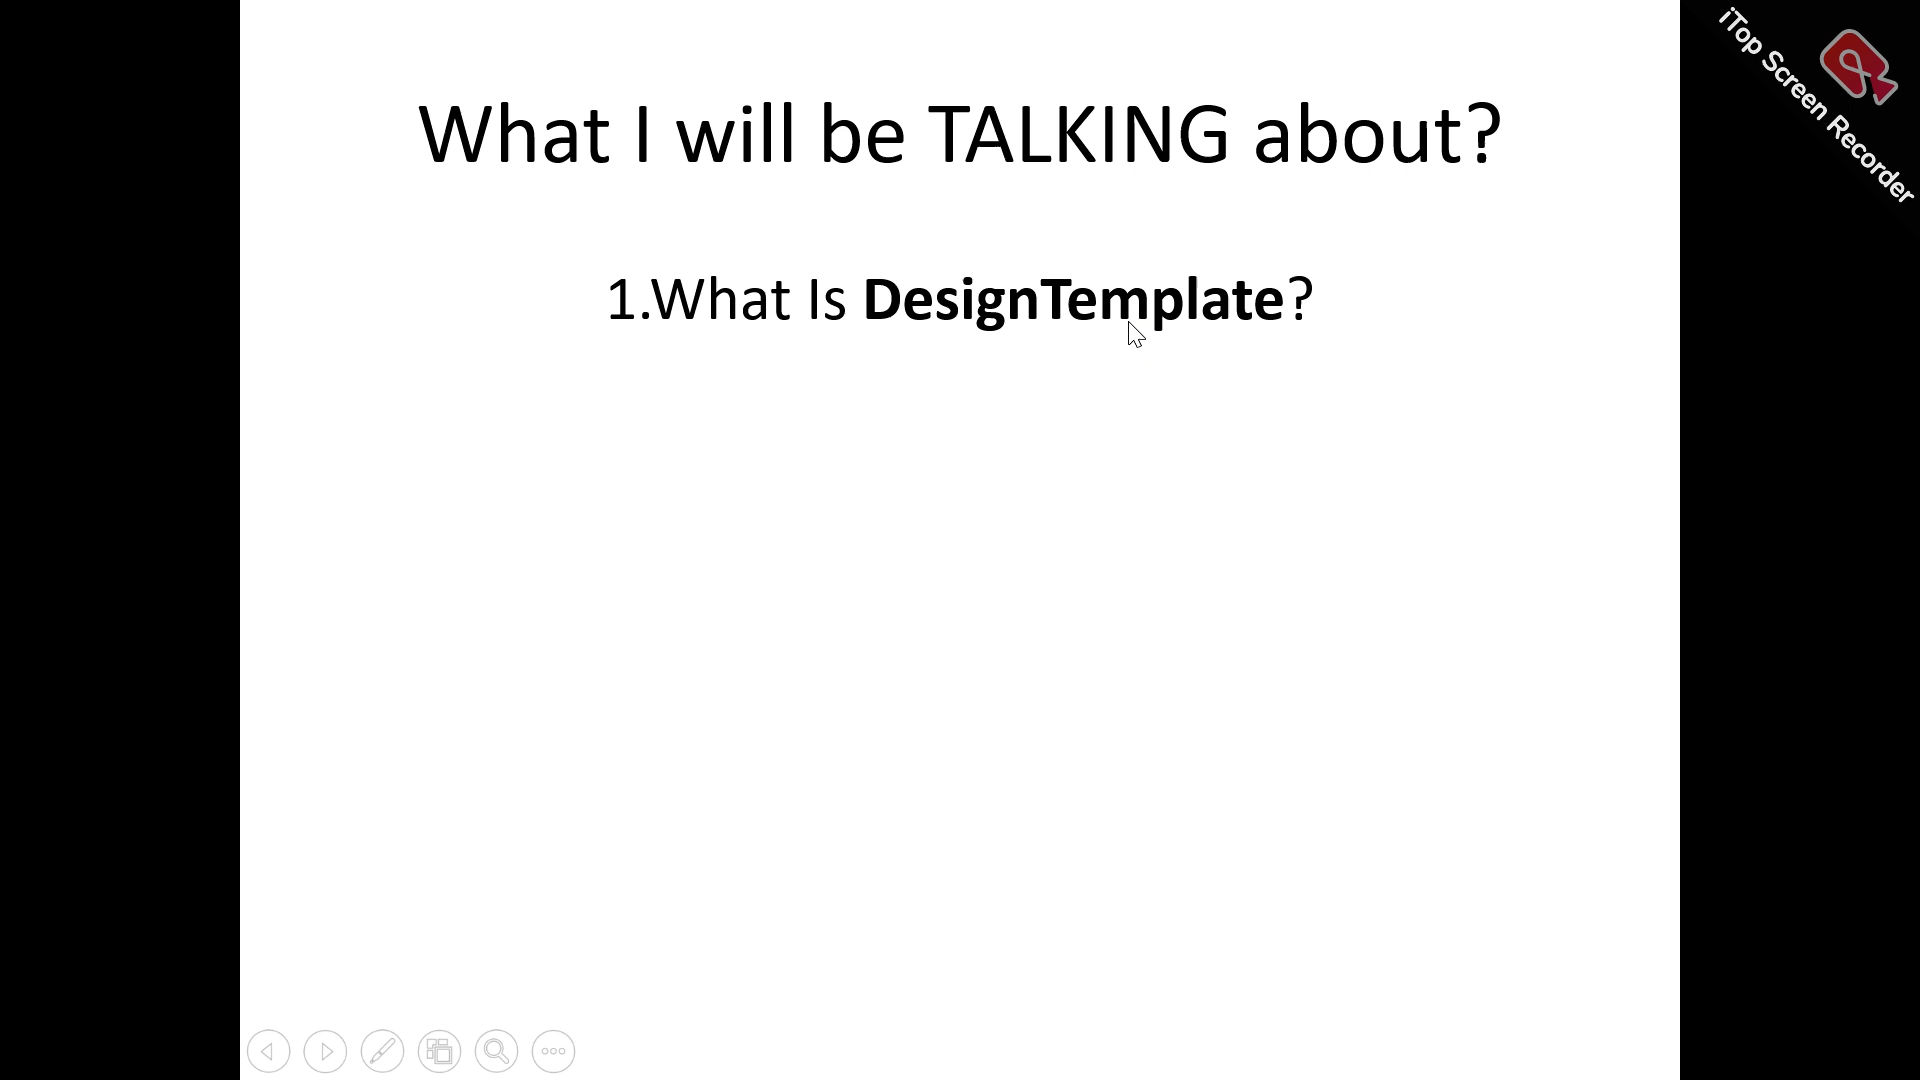 What I will be TALKING about?
1.What Is DesignTemplate?
iTop Screen Recorder